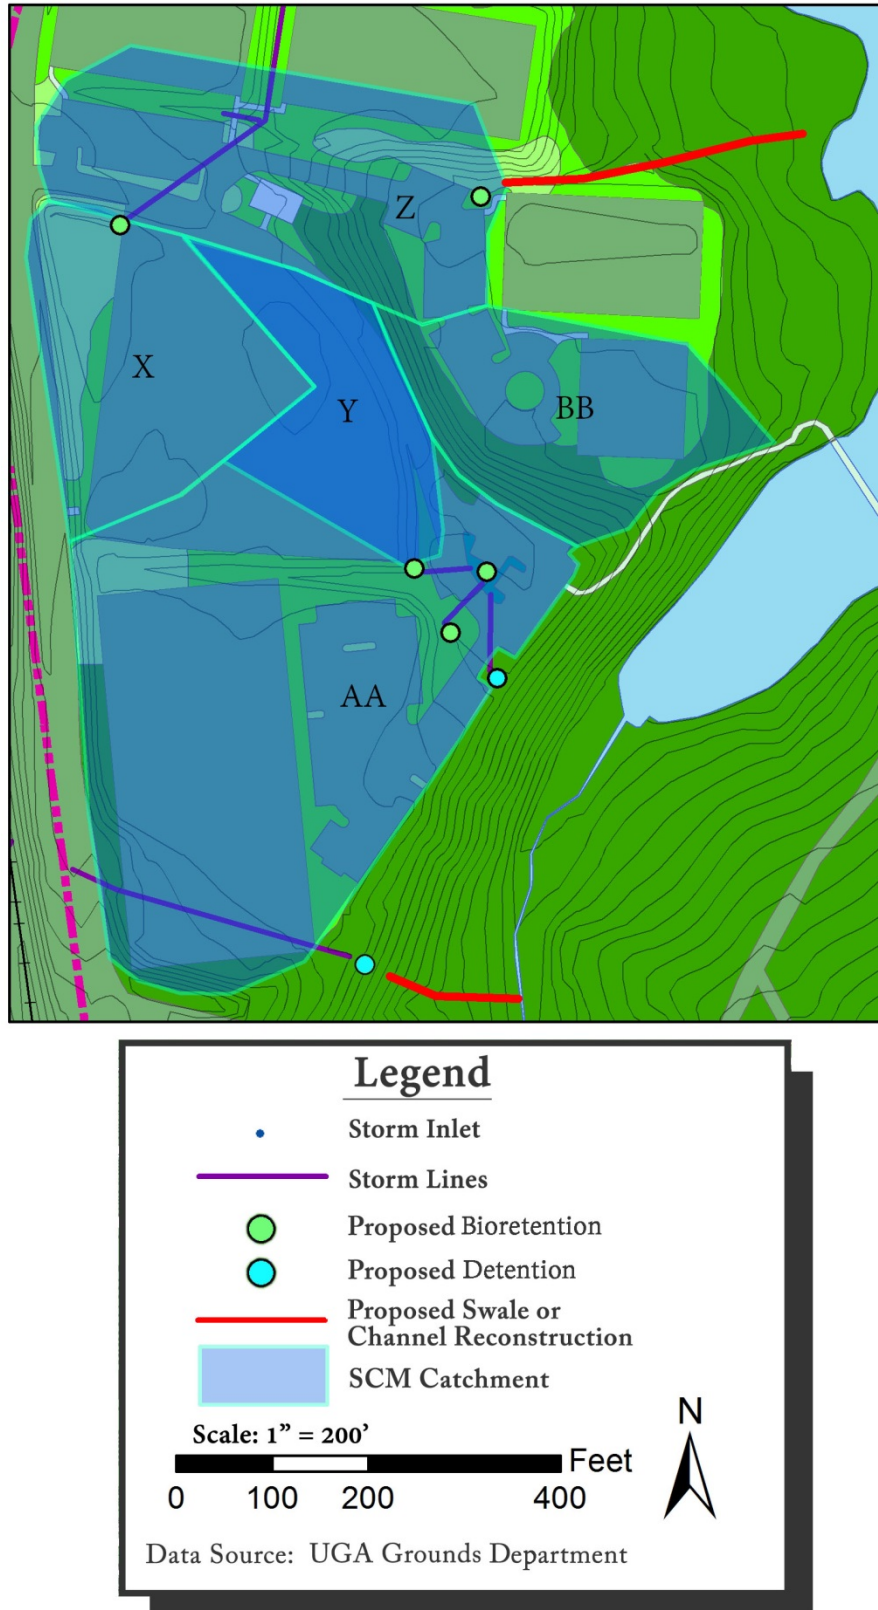 Z
X
Y
BB
AA
Legend
Storm Inlet
Storm Lines
Proposed Bioretention
Proposed Detention
Proposed Swale or
Channel Reconstruction
SCM Catchment
Scale: 1” = 200’
N
Feet
0 100 200 400
Data Source: UGA Grounds Department